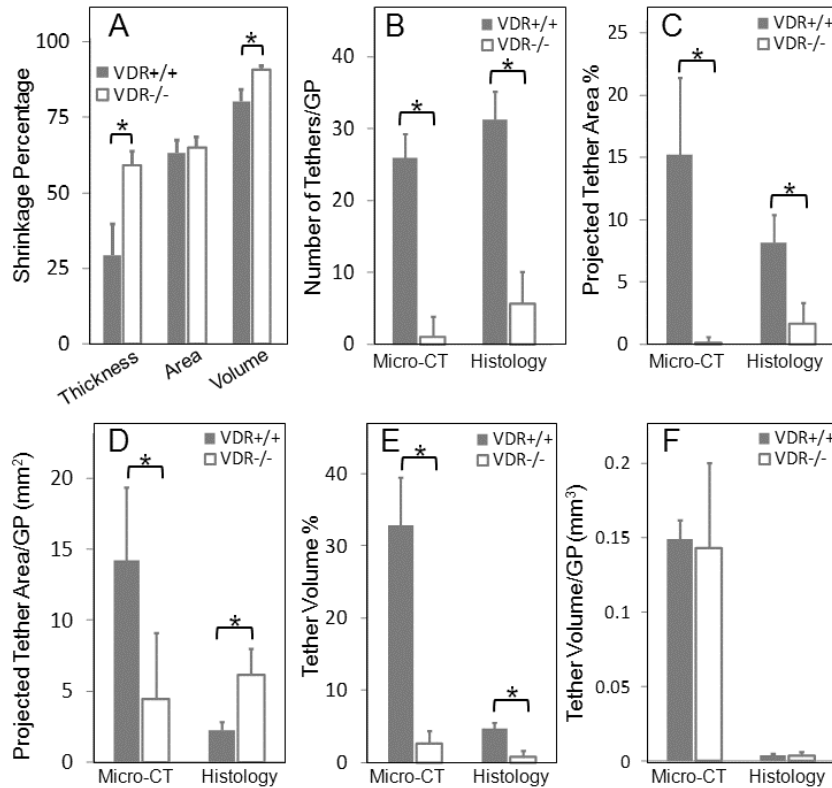 A
VDR+/+
VDR-/-
*
*
Shrinkage Percentage
100
75
50
25
0
Thickness
Area
Volume
B
VDR+/+
VDR-/-
*
*
Number of Tethers/GP
40
30
20
10
0
Micro-CT Histology
C
VDR+/+
VDR-/-
*
*
Projected Tether Area %
25
20
15
10
5
0
Micro-CT Histology
D
VDR+/+
VDR-/-
*
*
Projected Tether Area/GP (mm²)
20
15
10
5
0
Micro-CT Histology
E
VDR+/+
VDR-/-
*
*
Tether Volume %
40
30
20
10
0
Micro-CT Histology
F
VDR+/+
VDR-/-
Tether Volume/GP (mm³)
0.2
0.15
0.1
0.05
0
Micro-CT Histology